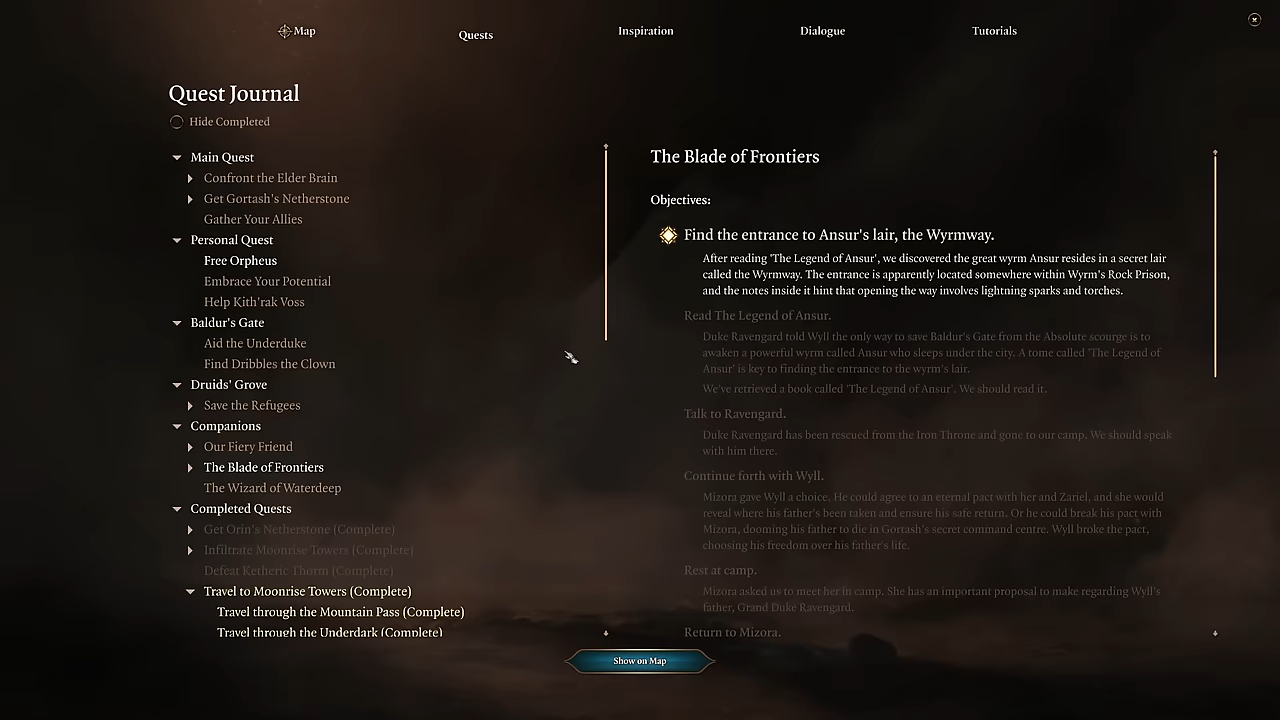 Map
Quests
Inspiration
Dialogue
Tutorials
Quest Journal
Hide Completed
Main Quest
Confront the Elder Brain
Get Gortash's Netherstone
Gather Your Allies
Personal Quest
Free Orpheus
Embrace Your Potential
Help Kith'rak Voss
Baldur's Gate
Aid the Underduke
Find Dribbles the Clown
Druids' Grove
Save the Refugees
Companions
Our Fiery Friend
The Blade of Frontiers
The Wizard of Waterdeep
Completed Quests
Get Orin's Netherstone (Complete)
Infiltrate Moonrise Towers (Complete)
Defeat Ketheric Thorm (Complete)
Travel to Moonrise Towers (Complete)
Travel through the Mountain Pass (Complete)
Travel through the Underdark (Complete)
The Blade of Frontiers
Objectives:
Find the entrance to Ansur's lair, the Wyrmway.
After reading 'The Legend of Ansur', we discovered the great wyrm Ansur resides in a secret lair
called the Wyrmway. The entrance is apparently located somewhere within Wyrm's Rock Prison,
and the notes inside it hint that opening the way involves lightning sparks and torches.
Read The Legend of Ansur.
Duke Ravengard told Wyll the only way to save Baldur's Gate from the Absolute scourge is to
awaken a powerful wyrm called Ansur who sleeps under the city. A tome called 'The Legend of
Ansur' is key to finding the entrance to the wyrm's lair.
We've retrieved a book called 'The Legend of Ansur'. We should read it.
Talk to Ravengard.
Duke Ravengard has been rescued from the Iron Throne and gone to our camp. We should speak
with him there.
Continue forth with Wyll.
Mizora gave Wyll a choice. He could agree to an eternal pact with her and Zariel, and she would
reveal where his father's been taken and ensure his safe return. Or he could break his pact with
Mizora, dooming his father to die in Gortash's secret command centre. Wyll broke the pact,
choosing his freedom over his father's life.
Rest at camp.
Mizora asked us to meet her in camp. She has an important proposal to make regarding Wyll's
father, Grand Duke Ravengard.
Return to Mizora.
Show on Map